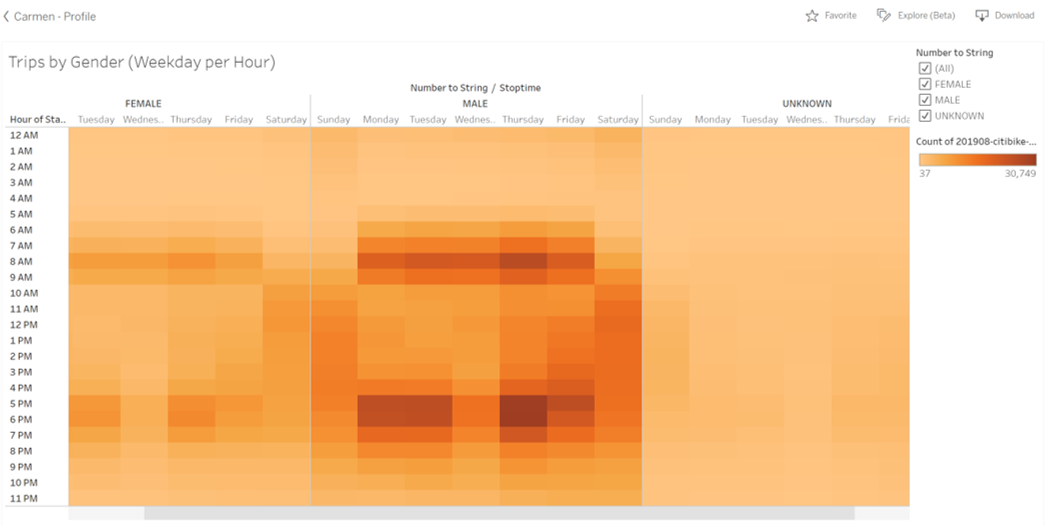 Carmen - Profile
Favorite
Explore (Beta)
Download
Trips by Gender (Weekday per Hour)
Number to String / Stoptime
FEMALE MALE UNKNOWN
Hour of Sta.. Tuesday Wednes.. Thursday Friday Saturday Sunday Monday Tuesday Wednes.. Thursday Friday Saturday Sunday Monday Tuesday Wednes.. Thursday Frida
12 AM
1 AM
2 AM
3 AM
4 AM
5 AM
6 AM
7 AM
8 AM
9 AM
10 AM
11 AM
12 PM
1 PM
2 PM
3 PM
4 PM
5 PM
6 PM
7 PM
8 PM
9 PM
10 PM
11 PM
Number to String
(All)
FEMALE
MALE
UNKNOWN
Count of 201908-citibike-...
37 30,749